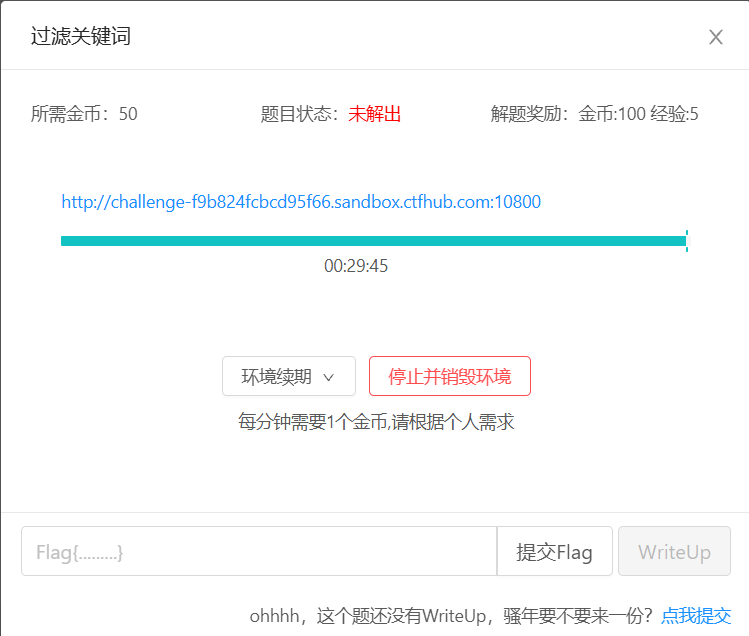 过滤关键词
所需金币：50 题目状态：未解出 解题奖励：金币:100 经验:5
http://challenge-f9b824fcbcd95f66.sandbox.ctfhub.com:10800
00:29:45
环境续期 停止并销毁环境
每分钟需要1个金币,请根据个人需求
Flag{.........} 提交Flag WriteUp
ohhhh，这个题还没有WriteUp，骚年要不要来一份？点我提交